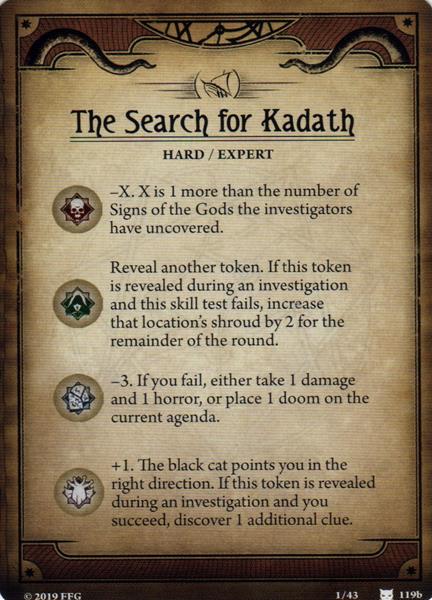 The Search for Kadath
HARD / EXPERT
–X. X is 1 more than the number of
Signs of the Gods the investigators
have uncovered.
Reveal another token. If this token
is revealed during an investigation
and this skill test fails, increase
that location's shroud by 2 for the
remainder of the round.
–3. If you fail, either take 1 damage
and 1 horror, or place 1 doom on the
current agenda.
+1. The black cat points you in the
right direction. If this token is revealed
during an investigation and you
succeed, discover 1 additional clue.
© 2019 FFG 1/43 119b